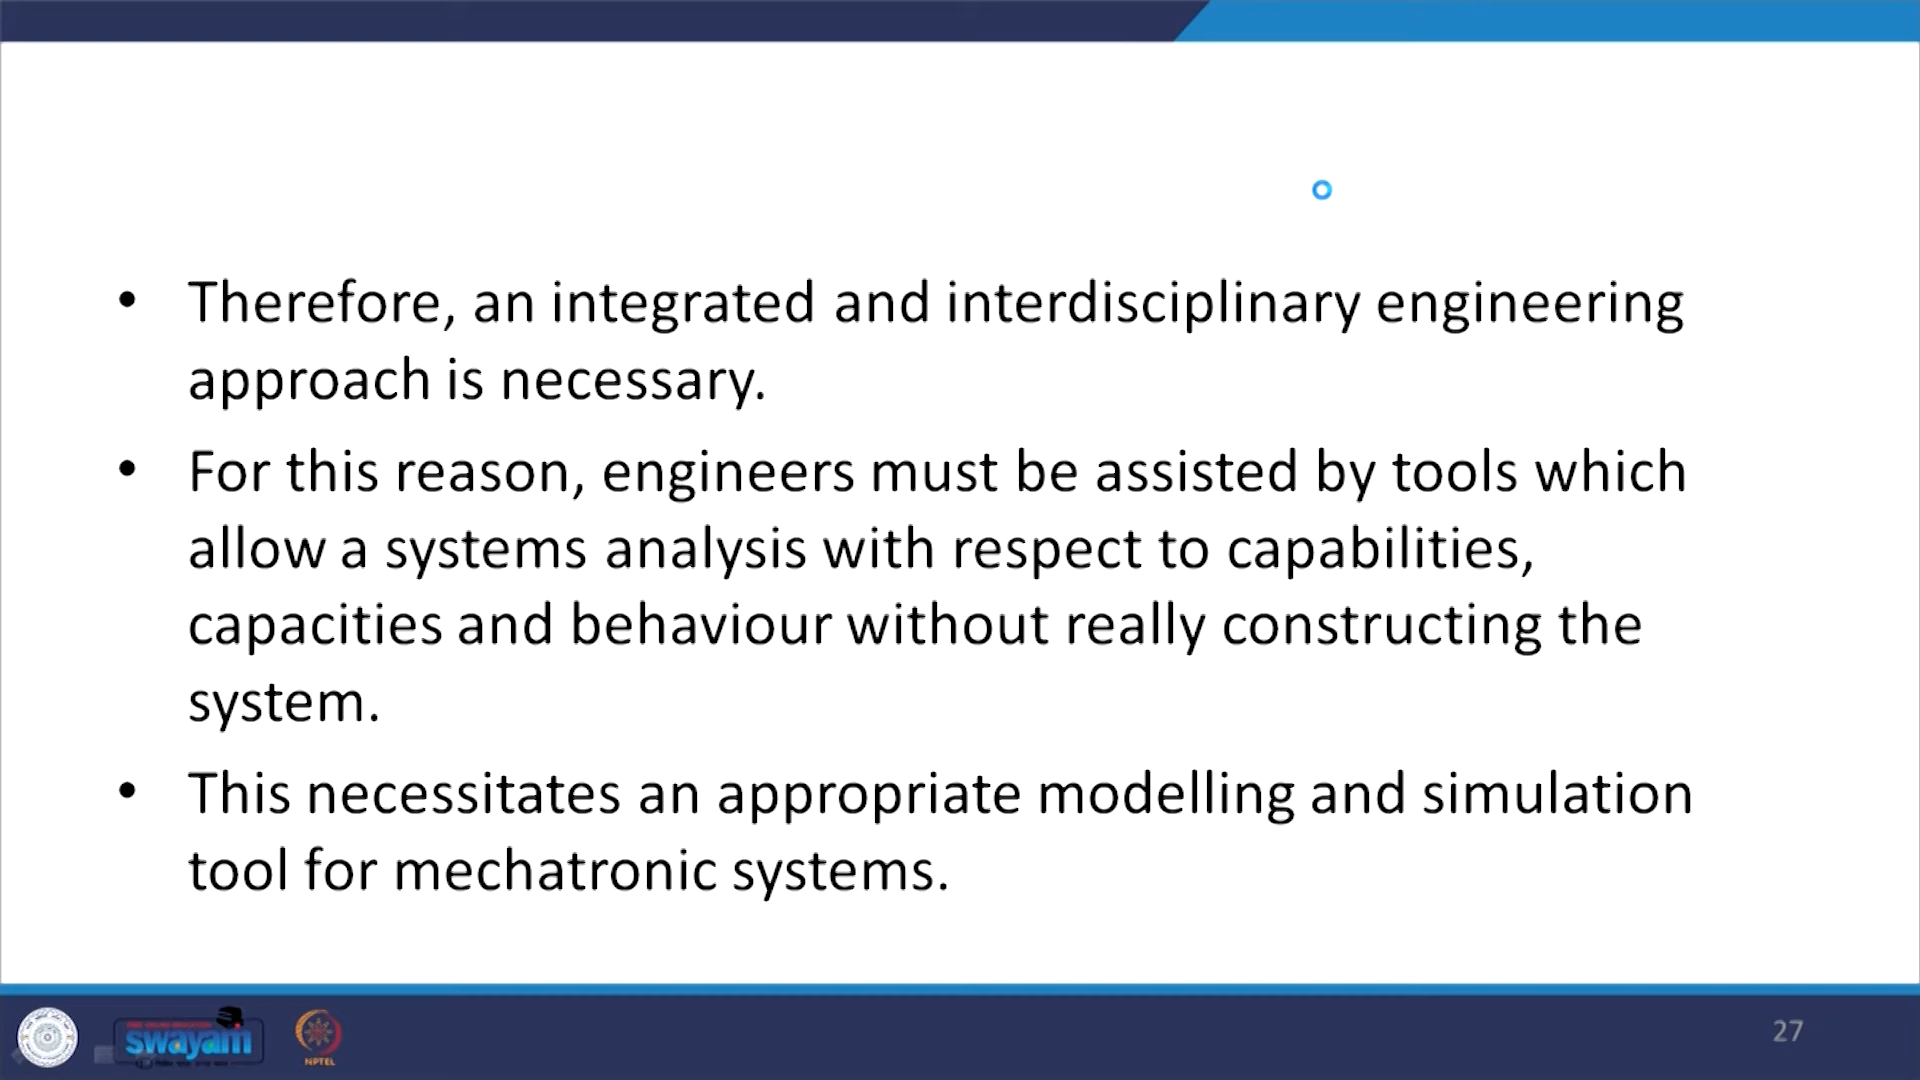 • Therefore, an integrated and interdisciplinary engineering
approach is necessary.
• For this reason, engineers must be assisted by tools which
allow a systems analysis with respect to capabilities,
capacities and behaviour without really constructing the
system.
• This necessitates an appropriate modelling and simulation
tool for mechatronic systems.
swayam
NPTEL
27